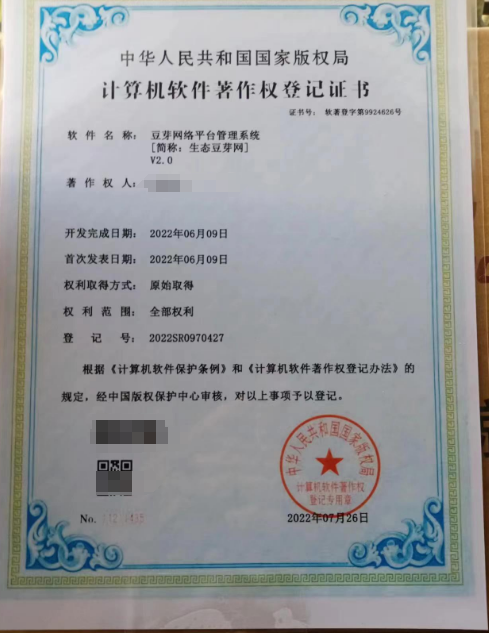 中华人民共和国国家版权局
计算机软件著作权登记证书
证书号： 软著登字第9924626号
软件名称： 豆芽网络平台管理系统
[简称：生态豆芽网]
V2.0
著作权人：
开发完成日期： 2022年06月09日
首次发表日期： 2022年06月09日
权利取得方式： 原始取得
权利范围： 全部权利
登记号： 2022SR0970427
根据《计算机软件保护条例》和《计算机软件著作权登记办法》的
规定，经中国版权保护中心审核，对以上事项予以登记。
中华人民共和国国家版权局
计算机软件著作权
登记专用章
No.
2022年07月26日